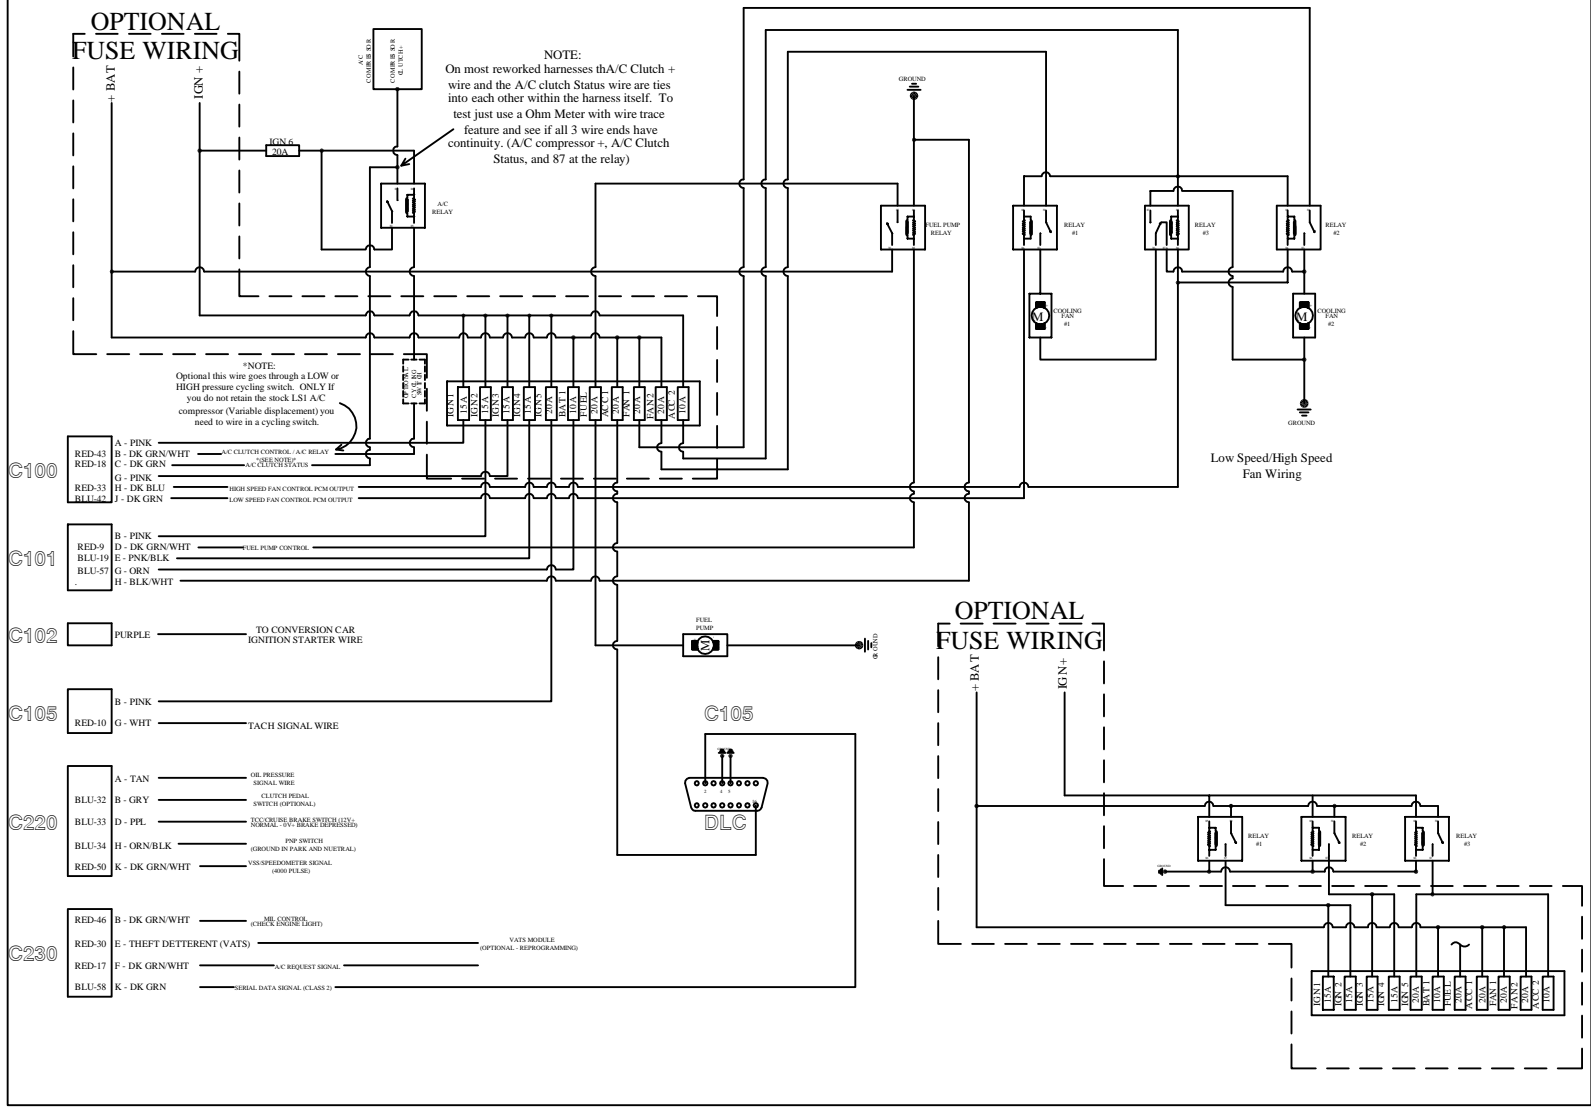 OPTIONAL
FUSE WIRING
+ BAT
IGN +
IGN 6
20A
A/C
COMPRESSOR
COMPRESSOR
CLUTCH+
NOTE:
On most reworked harnesses thA/C Clutch +
wire and the A/C clutch Status wire are ties
into each other within the harness itself. To
test just use a Ohm Meter with wire trace
feature and see if all 3 wire ends have
continuity. (A/C compressor +, A/C Clutch
Status, and 87 at the relay)
A/C
RELAY
GROUND
FUEL PUMP
RELAY
RELAY
#1
RELAY
#3
RELAY
#2
COOLING
FAN
#1
COOLING
FAN
#2
M
M
GROUND
Low Speed/High Speed
Fan Wiring
*NOTE:
Optional this wire goes through a LOW or
HIGH pressure cycling switch. ONLY If
you do not retain the stock LS1 A/C
compressor (Variable displacement) you
need to wire in a cycling switch.
IGN1
15A
IGN2
15A
IGN3
15A
IGN4
15A
IGN5
20A
BAT1
10A
FUEL
20A
ACC1
20A
FAN 1
20A
FAN2
20A
ACC 2
10A
C100
A - PINK
RED-43 B - DK GRN/WHT A/C CLUTCH CONTROL / A/C RELAY
*(SEE NOTE)*
RED-18 C - DK GRN A/C CLUTCH STATUS
G - PINK
RED-33 H - DK BLU HIGH SPEED FAN CONTROL PCM OUTPUT
BLU-42 J - DK GRN LOW SPEED FAN CONTROL PCM OUTPUT
C101
B - PINK
RED-9 D - DK GRN/WHT FUEL PUMP CONTROL
BLU-19 E - PNK/BLK
BLU-57 G - ORN
. H - BLK/WHT
C102
PURPLE TO CONVERSION CAR
IGNITION STARTER WIRE
FUEL
PUMP
M
GROUND
C105
B - PINK
RED-10 G - WHT TACH SIGNAL WIRE
C105
2 4 5
16
DLC
C220
A - TAN OIL PRESSURE
SIGNAL WIRE
BLU-32 B - GRY CLUTCH PEDAL
SWITCH (OPTIONAL)
BLU-33 D - PPL TCC/CRUISE BRAKE SWITCH (12V+
NORMAL - 0V+ BRAKE DEPRESSED)
BLU-34 H - ORN/BLK PNP SWITCH
(GROUND IN PARK AND NUETRAL)
RED-50 K - DK GRN/WHT VSS/SPEEDOMETER SIGNAL
(4000 PULSE)
C230
RED-46 B - DK GRN/WHT MIL CONTROL
(CHECK ENGINE LIGHT)
RED-30 E - THEFT DETTERENT (VATS) VATS MODULE
(OPTIONAL - REPROGRAMMING)
RED-17 F - DK GRN/WHT A/C REQUEST SIGNAL
BLU-58 K - DK GRN SERIAL DATA SIGNAL (CLASS 2)
OPTIONAL
FUSE WIRING
+ BAT
IGN+
RELAY
#1
RELAY
#2
RELAY
#3
GROUND
IGN1
15A
IGN 2
15A
IGN 3
15A
IGN 4
15A
IGN 5
20A
BAT1
10A
FUEL
20A
ACC 1
20A
FAN 1
20A
FAN2
20A
ACC 2
10A